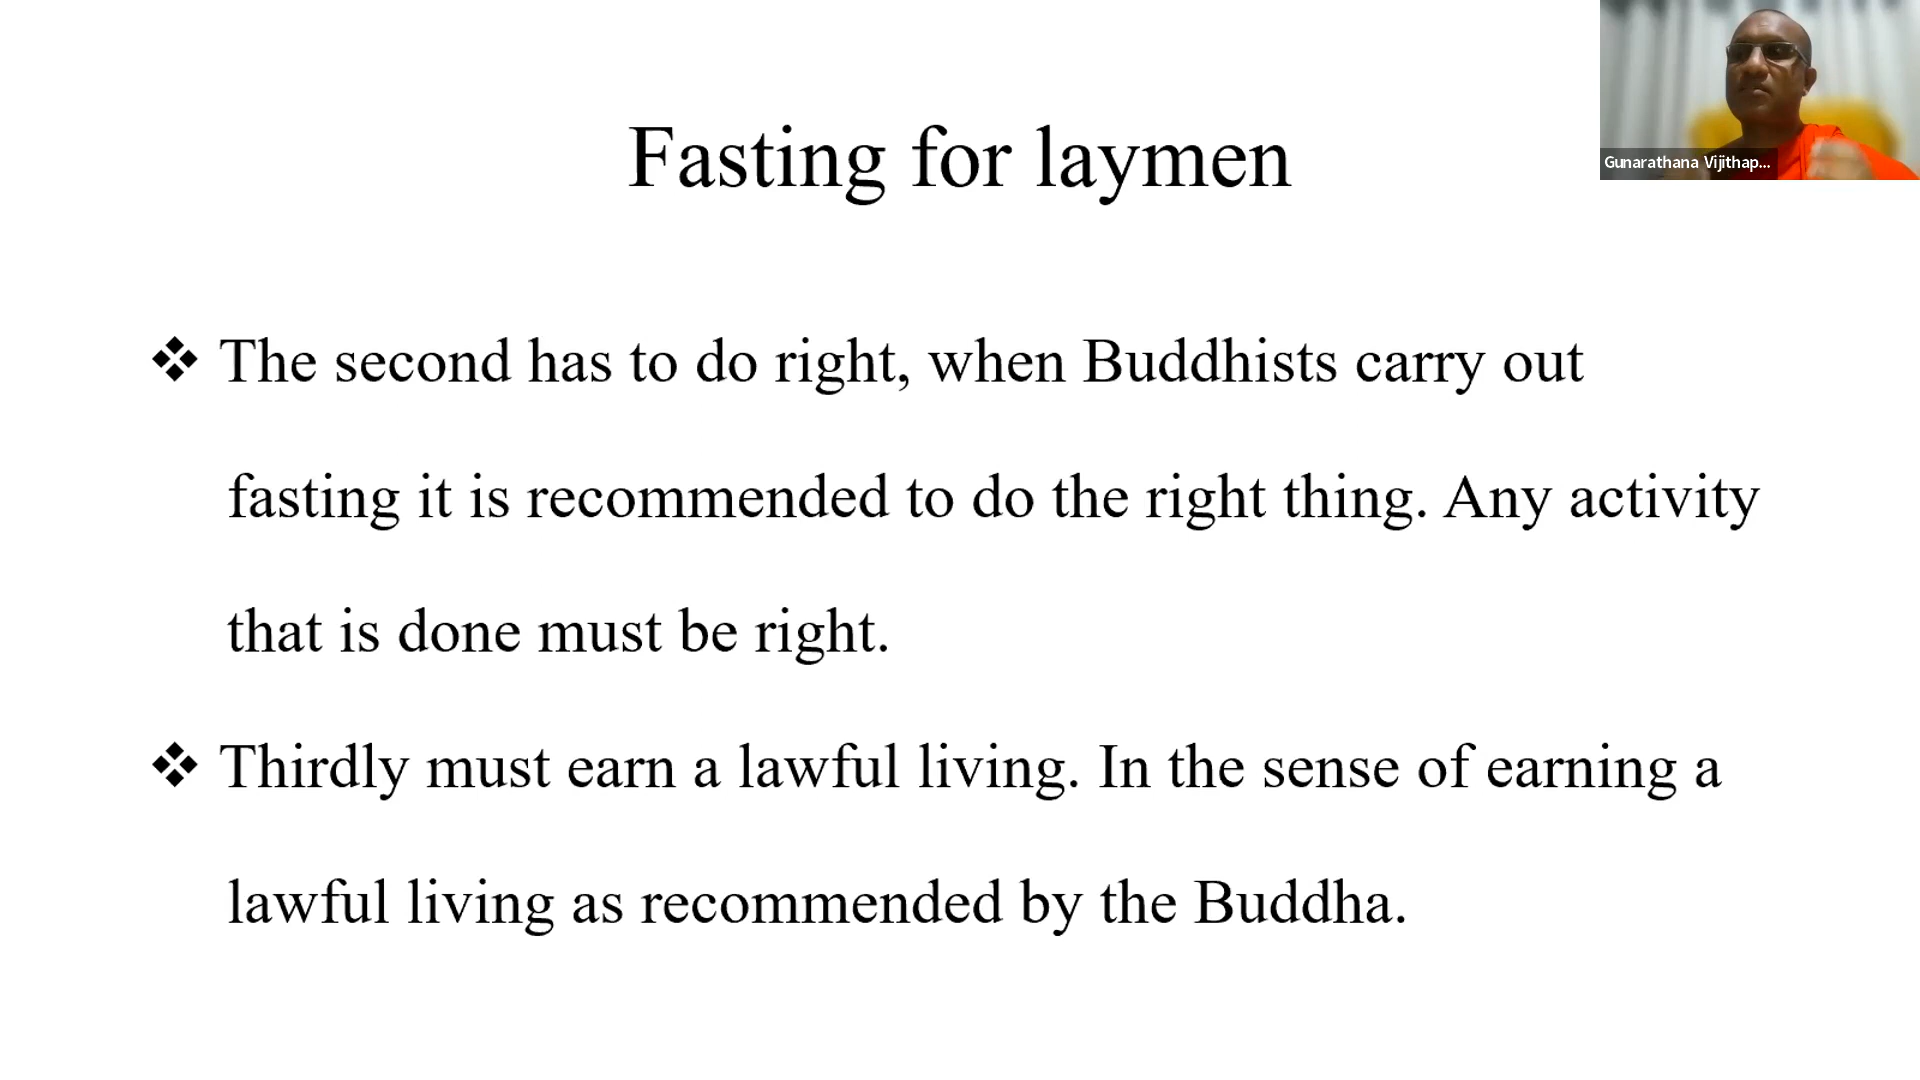 Gunarathana Vijithap...
Fasting for laymen
❖ The second has to do right, when Buddhists carry out
fasting it is recommended to do the right thing. Any activity
that is done must be right.
❖ Thirdly must earn a lawful living. In the sense of earning a
lawful living as recommended by the Buddha.